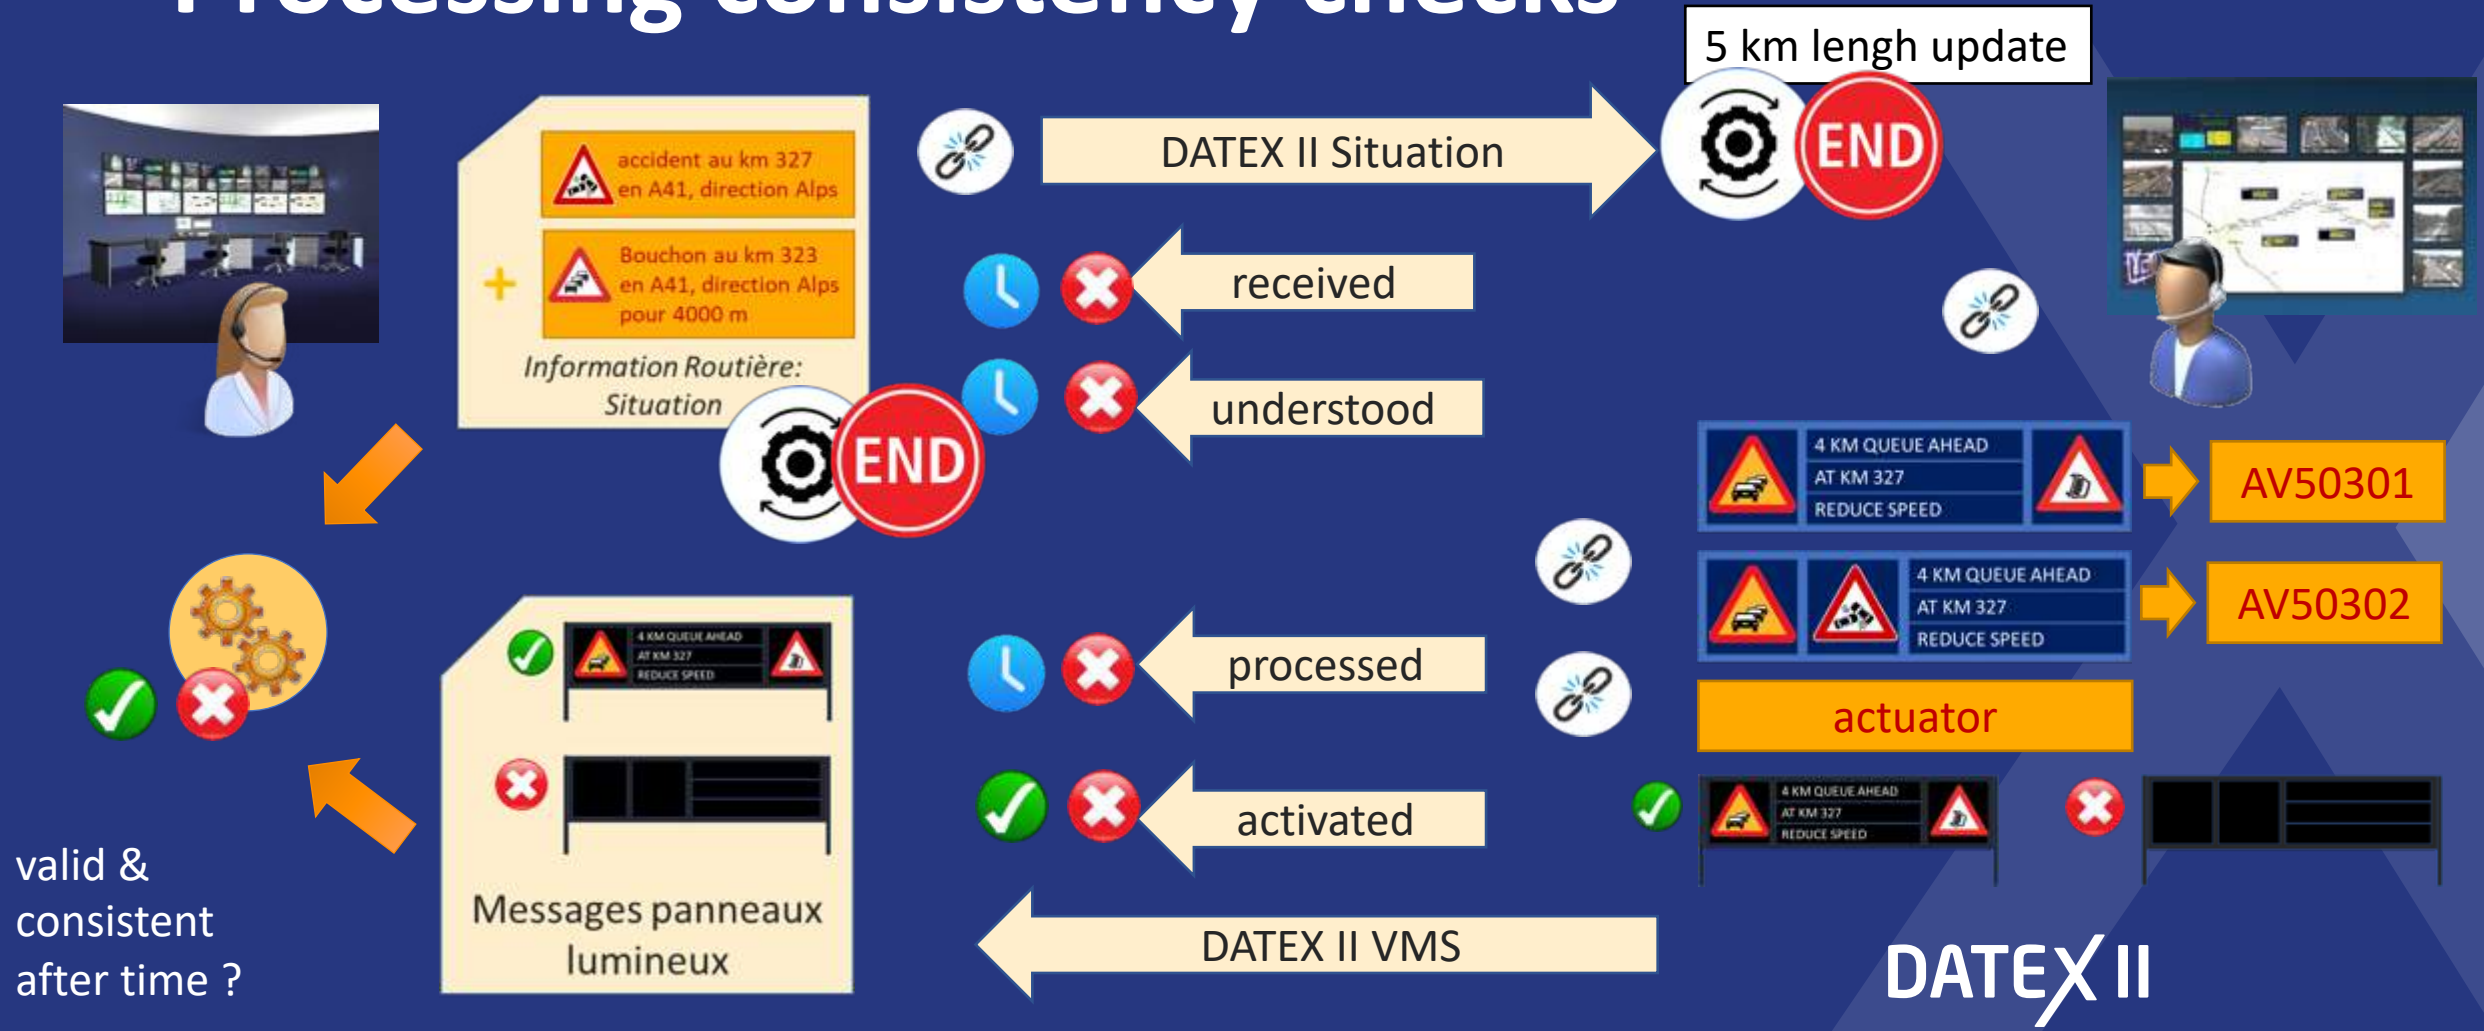 Processing consistency checks
5 km lengh update
accident au km 327
en A41, direction Alps
Bouchon au km 323
en A41, direction Alps
pour 4000 m
+
Information Routière:
Situation
END
DATEX II Situation
END
received
understood
processed
activated
DATEX II VMS
4 KM QUEUE AHEAD
AT KM 327
REDUCE SPEED
AV50301
4 KM QUEUE AHEAD
AT KM 327
REDUCE SPEED
AV50302
actuator
4 KM QUEUE AHEAD
AT KM 327
REDUCE SPEED
4 KM QUEUE AHEAD
AT KM 327
REDUCE SPEED
Messages panneaux
lumineux
valid &
consistent
after time ?
DATEX II